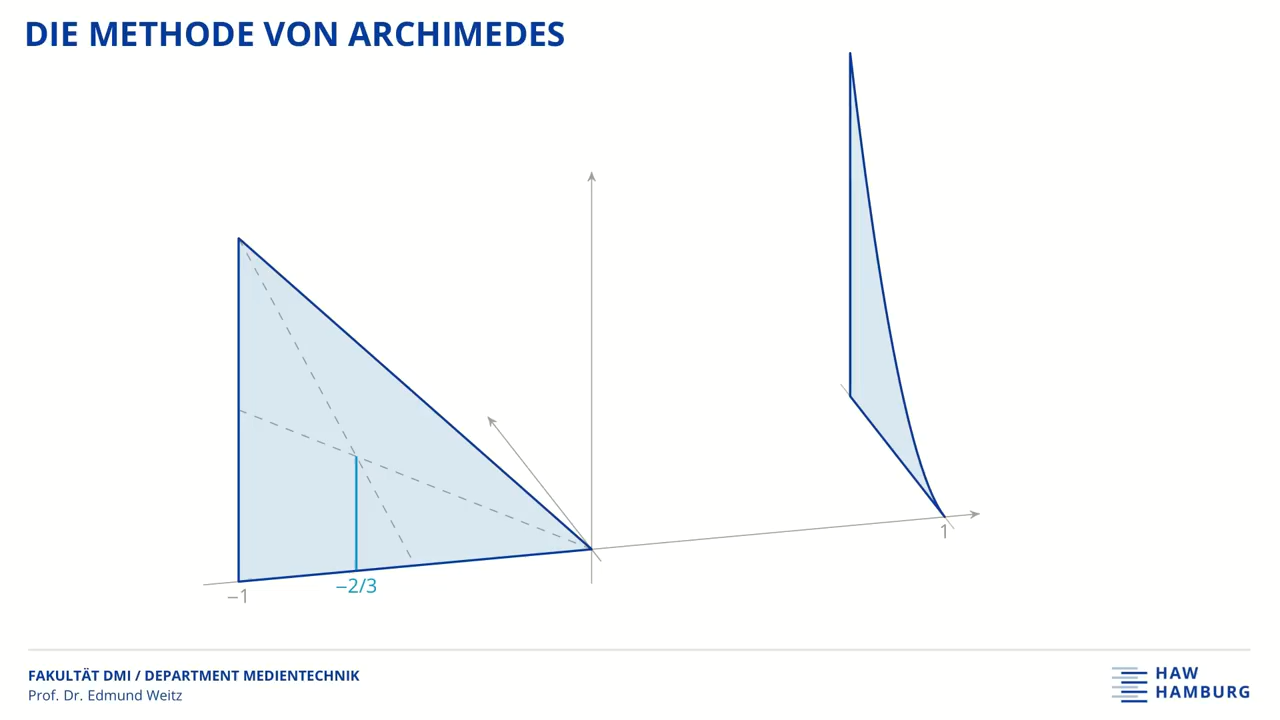 DIE METHODE VON ARCHIMEDES
1
−2/3
−1
FAKULTÄT DMI / DEPARTMENT MEDIENTECHNIK
Prof. Dr. Edmund Weitz
HAW
HAMBURG